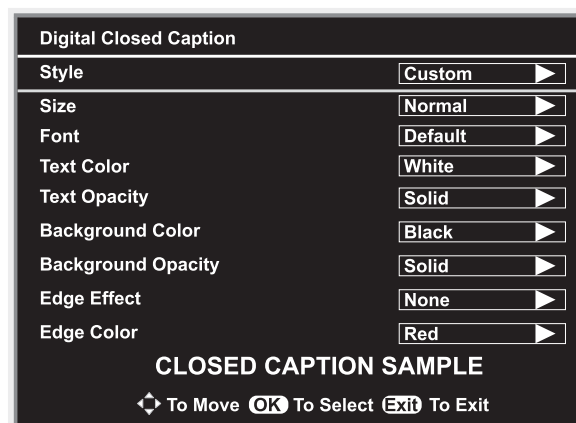 Digital Closed Caption
Style Custom
Size Normal
Font Default
Text Color White
Text Opacity Solid
Background Color Black
Background Opacity Solid
Edge Effect None
Edge Color Red
CLOSED CAPTION SAMPLE
To Move OK To Select Exit To Exit